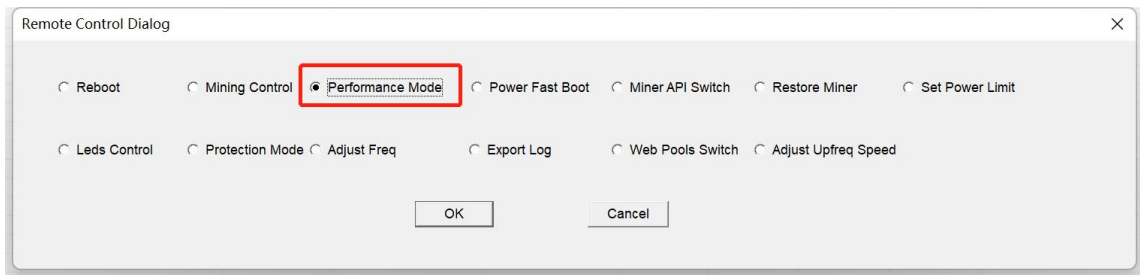 Remote Control Dialog
Reboot Mining Control Performance Mode Power Fast Boot Miner API Switch Restore Miner Set Power Limit
Leds Control Protection Mode Adjust Freq Export Log Web Pools Switch Adjust Upfreq Speed
OK Cancel